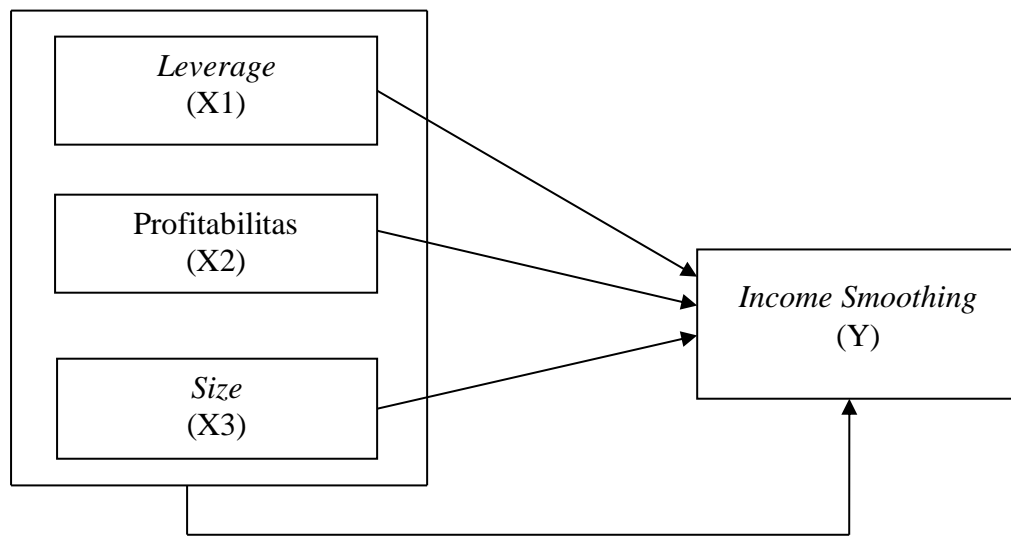 Leverage
(X1)
Profitabilitas
(X2)
Income Smoothing
(Y)
Size
(X3)